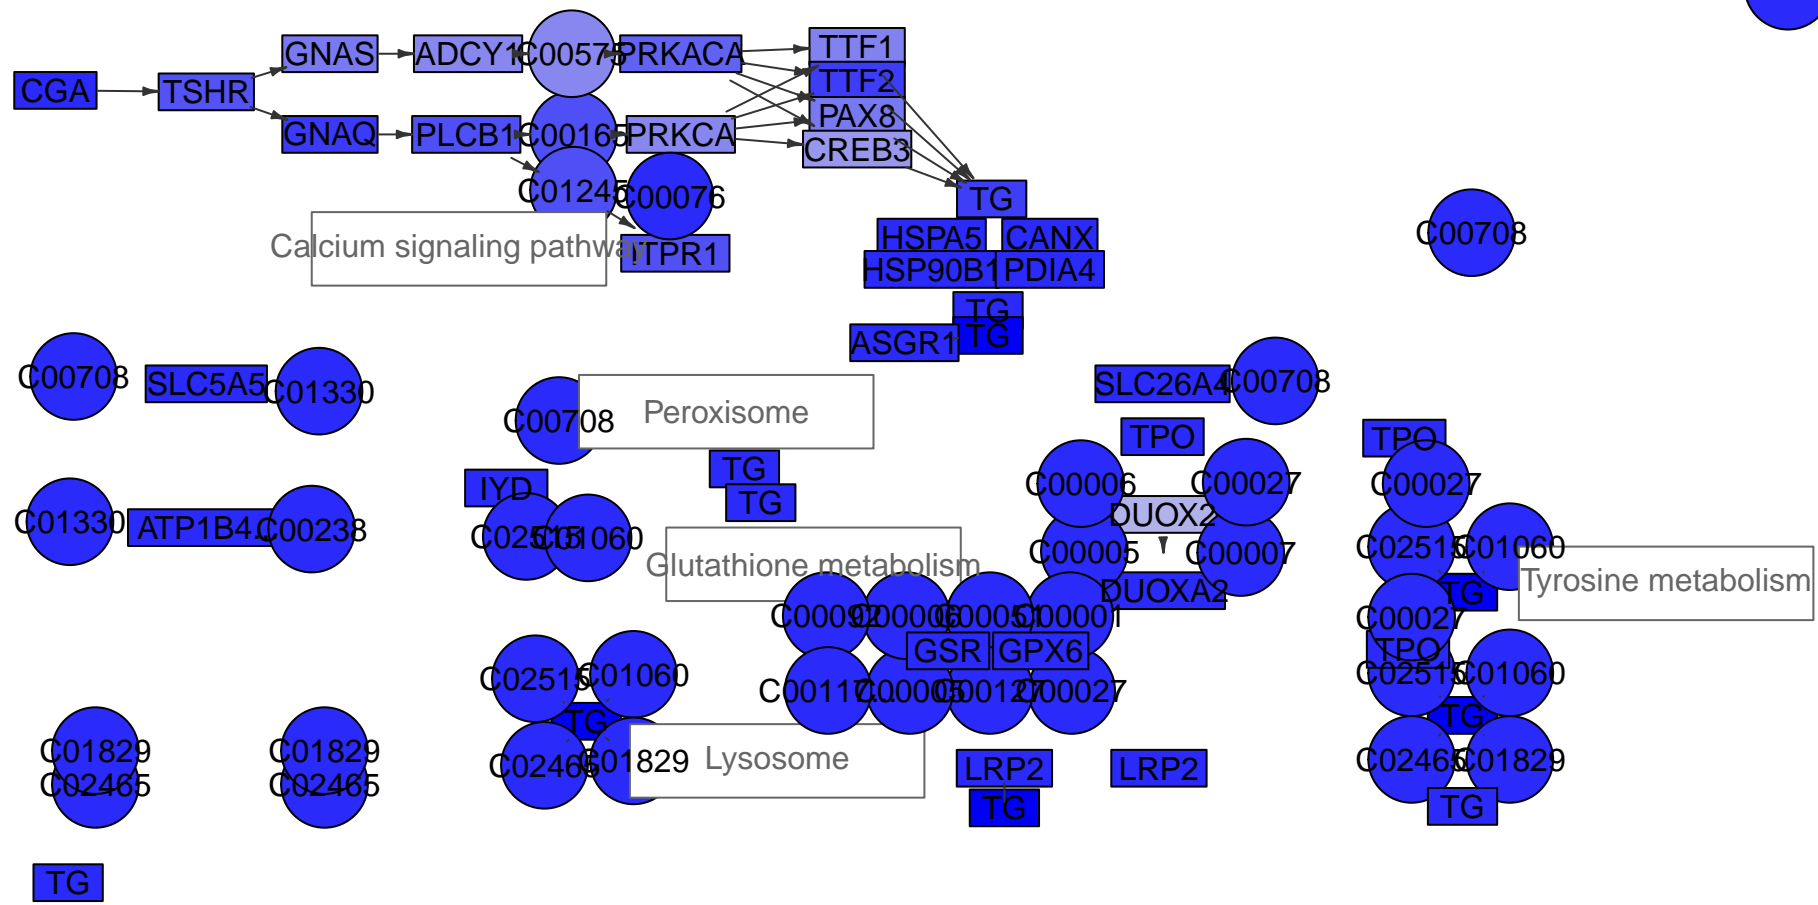 CGA
TSHR
GNAS
ADCY1
C00575
PRKACA
TTF1
TTF2
PAX8
CREB3
GNAQ
PLCB1
C00165
PRKCA
C01245
C00076
Calcium signaling pathway
ITPR1
TG
HSPA5
CANX
HSP90B1
PDIA4
TG
TG
ASGR1
C00708
C00708
SLC5A5
C01330
C00708
Peroxisome
SLC26A4
C00708
TPO
TPO
TG
TG
IYD
C02515
C01060
C01330
ATP1B4...
C00238
C00006
C00027
DUOX2
C00005
C00007
DUOXA2
C00027
C02515
C01060
TG
Tyrosine metabolism
C00027
TPO
C02515
C01060
TG
C02465
C01829
TG
Glutathione metabolism
C00092
C00006
C00051
C00001
GSR
GPX6
C00117...
C00005
C00127
C00027
C02515
C01060
TG
C02465
C01829
Lysosome
LRP2
LRP2
TG
C01829
C02465
C01829
C02465
TG